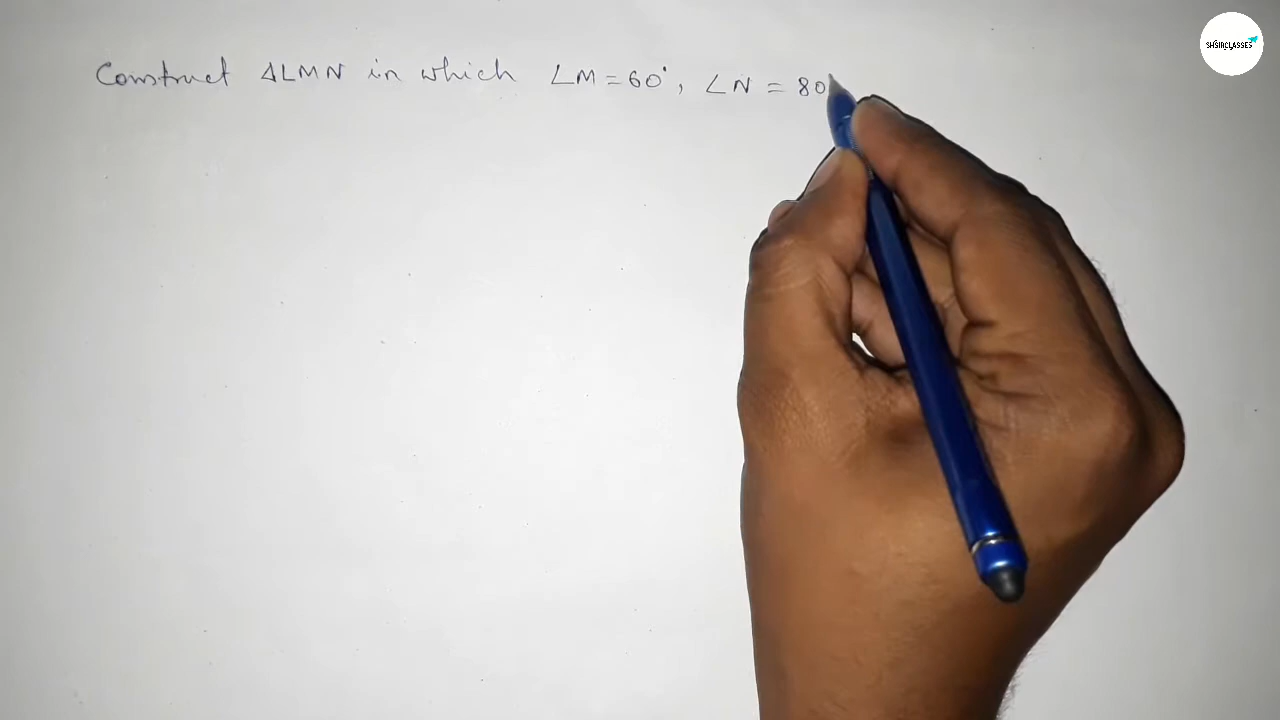 Construct ΔLMN in which ∠M = 60°, ∠N = 80
SHSIRCLASSES